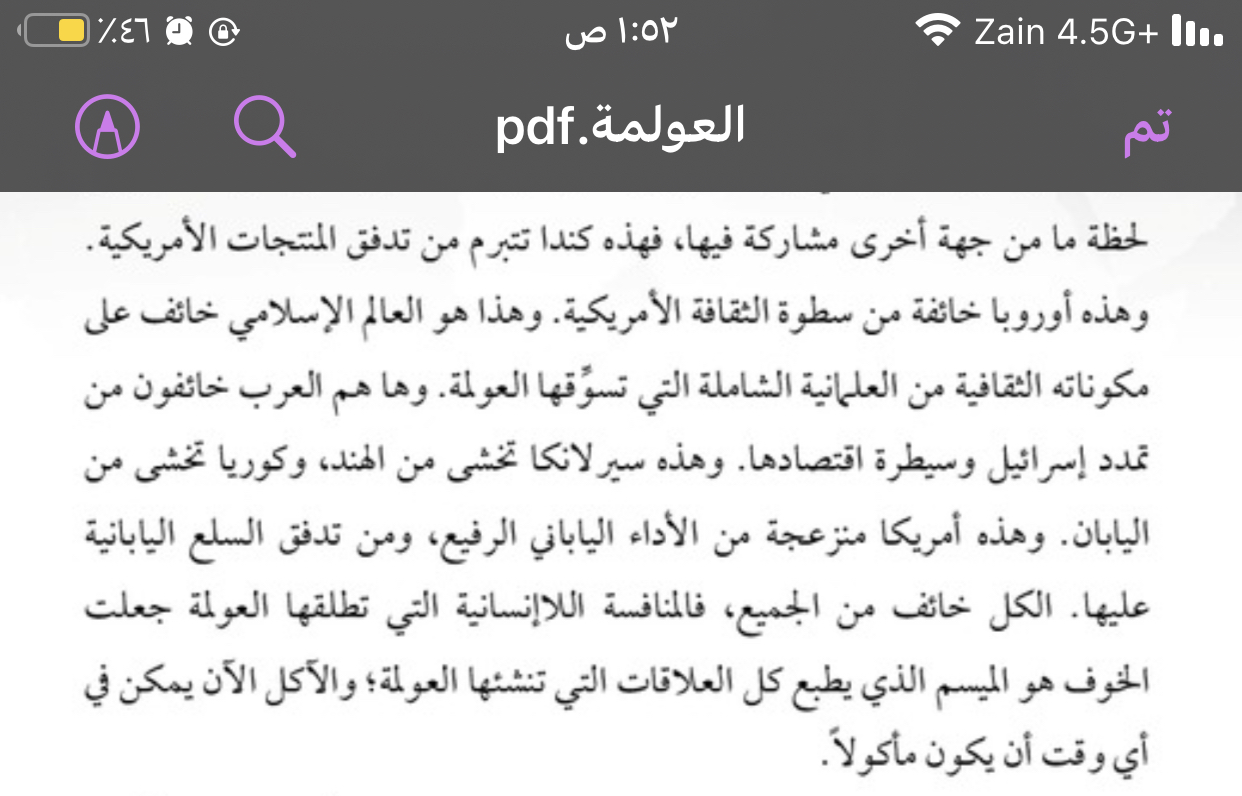 ٪٤٦ ١:٥٢ ص Zain 4.5G+
تم العولمة.pdf
لحظة ما من جهة أخرى مشاركة فيها، فهذه كندا تتبرم من تدفق المنتجات الأمريكية.
وهذه أوروبا خائفة من سطوة الثقافة الأمريكية. وهذا هو العالم الإسلامي خائف على
مكوناته الثقافية من العلمانية الشاملة التي تسوِّقها العولمة. وها هم العرب خائفون من
تمدد إسرائيل وسيطرة اقتصادها. وهذه سيرلانكا تخشى من الهند، وكوريا تخشى من
اليابان. وهذه أمريكا منزعجة من الأداء الياباني الرفيع، ومن تدفق السلع اليابانية
عليها. الكل خائف من الجميع، فالمنافسة اللاإنسانية التي تطلقها العولمة جعلت
الخوف هو الميسم الذي يطبع كل العلاقات التي تنشئها العولمة؛ والآكل الآن يمكن في
أي وقت أن يكون مأكولاً.